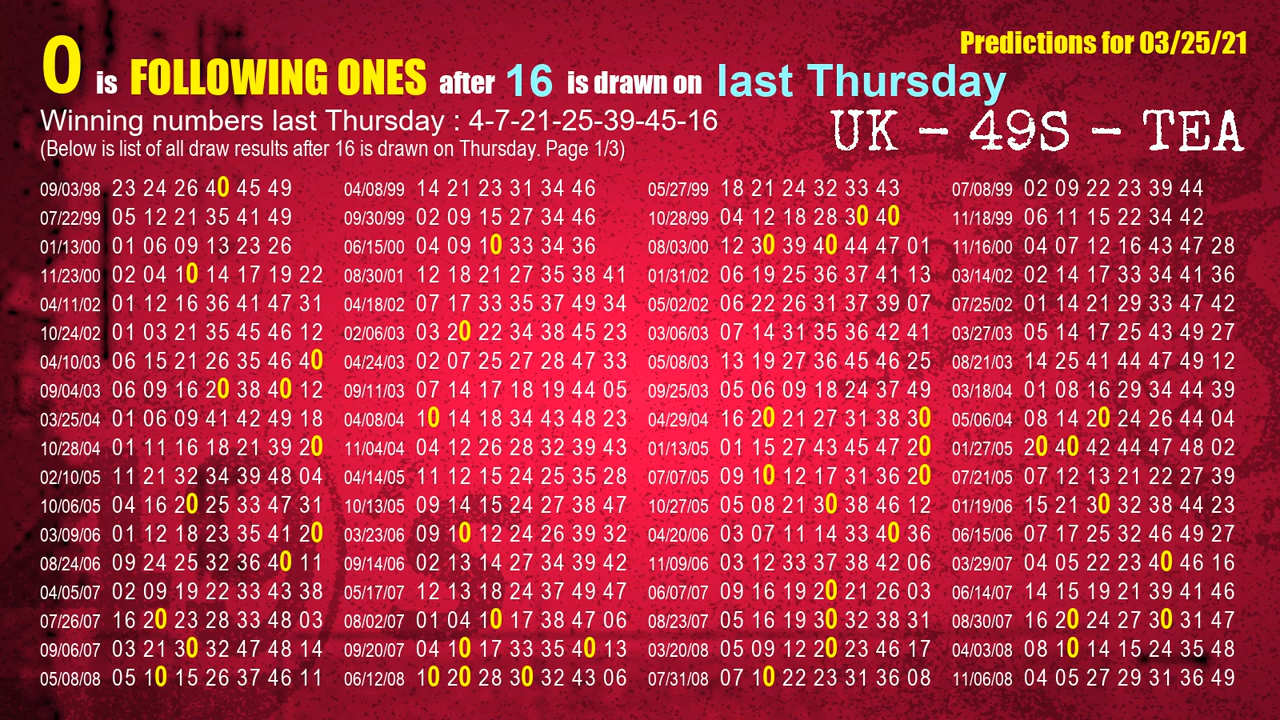 Predictions for 03/25/21
0 is FOLLOWING ONES after 16 is drawn on last Thursday
Winning numbers last Thursday : 4-7-21-25-39-45-16
UK - 49S - TEA
(Below is list of all draw results after 16 is drawn on Thursday. Page 1/3)
09/03/98 23 24 26 40 45 49 04/08/99 14 21 23 31 34 46 05/27/99 18 21 24 32 33 43 07/08/99 02 09 22 23 39 44
07/22/99 05 12 21 35 41 49 09/30/99 02 09 15 27 34 46 10/28/99 04 12 18 28 30 40 11/18/99 06 11 15 22 34 42
01/13/00 01 06 09 13 23 26 06/15/00 04 09 10 33 34 36 08/03/00 12 30 39 40 44 47 01 11/16/00 04 07 12 16 43 47 28
11/23/00 02 04 10 14 17 19 22 08/30/01 12 18 21 27 35 38 41 01/31/02 06 19 25 36 37 41 13 03/14/02 02 14 17 33 34 41 36
04/11/02 01 12 16 36 41 47 31 04/18/02 07 17 33 35 37 49 34 05/02/02 06 22 26 31 37 39 07 07/25/02 01 14 21 29 33 47 42
10/24/02 01 03 21 35 45 46 12 02/06/03 03 20 22 34 38 45 23 03/06/03 07 14 31 35 36 42 41 03/27/03 05 14 17 25 43 49 27
04/10/03 06 15 21 26 35 46 40 04/24/03 02 07 25 27 28 47 33 05/08/03 13 19 27 36 45 46 25 08/21/03 14 25 41 44 47 49 12
09/04/03 06 09 16 20 38 40 12 09/11/03 07 14 17 18 19 44 05 09/25/03 05 06 09 18 24 37 49 03/18/04 01 08 16 29 34 44 39
03/25/04 01 06 09 41 42 49 18 04/08/04 10 14 18 34 43 48 23 04/29/04 16 20 21 27 31 38 30 05/06/04 08 14 20 24 26 44 04
10/28/04 01 11 16 18 21 39 20 11/04/04 04 12 26 28 32 39 43 01/13/05 01 15 27 43 45 47 20 01/27/05 20 40 42 44 47 48 02
02/10/05 11 21 32 34 39 48 04 04/14/05 11 12 15 24 25 35 28 07/07/05 09 10 12 17 31 36 20 07/21/05 07 12 13 21 22 27 39
10/06/05 04 16 20 25 33 47 31 10/13/05 09 14 15 27 30 38 47 10/27/05 05 08 21 30 38 46 12 01/19/06 15 21 30 32 38 44 23
03/09/06 01 12 18 23 35 41 20 03/23/06 09 10 12 24 26 39 32 04/20/06 03 07 11 14 33 40 36 06/15/06 07 17 25 32 46 49 27
08/24/06 09 24 25 32 36 40 11 09/14/06 02 13 14 27 34 39 42 11/09/06 03 12 33 37 38 42 06 03/29/07 04 05 22 23 40 46 16
04/05/07 02 09 19 22 33 43 38 05/17/07 12 13 18 24 37 49 47 06/07/07 09 16 19 20 21 26 03 06/14/07 14 15 19 21 39 41 46
07/26/07 16 20 23 28 33 48 03 08/02/07 01 04 10 17 38 47 06 08/23/07 05 16 19 30 32 38 31 08/30/07 16 20 24 27 30 31 47
09/06/07 03 21 30 32 47 48 14 09/20/07 04 10 17 33 35 40 13 03/20/08 05 09 12 20 23 46 17 04/03/08 08 10 14 15 24 35 48
05/08/08 05 10 15 26 37 46 11 06/12/08 10 20 28 30 32 43 06 07/31/08 07 10 22 23 31 36 08 11/06/08 04 05 27 29 31 36 49